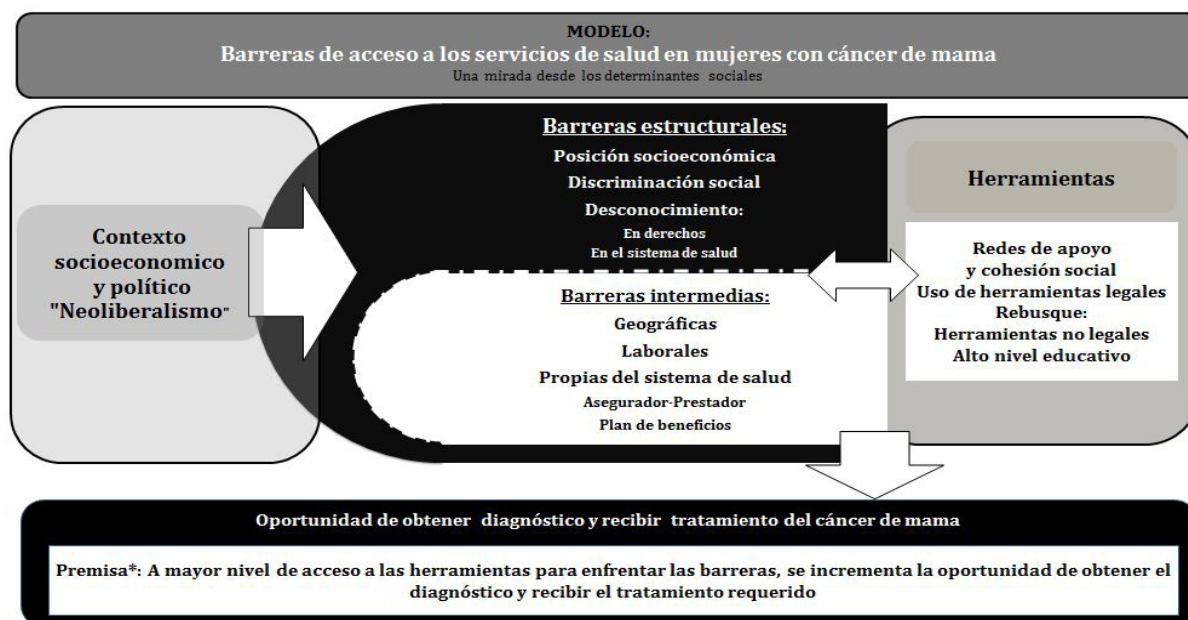 MODELO:
Barreras de acceso a los servicios de salud en mujeres con cáncer de mama
Una mirada desde los determinantes sociales
Contexto
socioeconomico
y político
"Neoliberalismo"
Barreras estructurales:
Posición socioeconómica
Discriminación social
Desconocimiento:
En derechos
En el sistema de salud
Barreras intermedias:
Geográficas
Laborales
Propias del sistema de salud
Asegurador-Prestador
Plan de beneficios
Herramientas
Redes de apoyo
y cohesión social
Uso de herramientas legales
Rebusque:
Herramientas no legales
Alto nivel educativo
Oportunidad de obtener diagnóstico y recibir tratamiento del cáncer de mama
Premisa*: A mayor nivel de acceso a las herramientas para enfrentar las barreras, se incrementa la oportunidad de obtener el
diagnóstico y recibir el tratamiento requerido